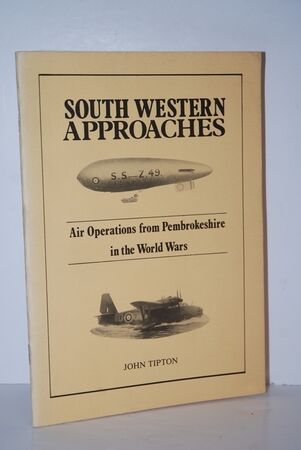 SOUTH WESTERN
APPROACHES
S.S.—Z.49.
Air Operations from Pembrokeshire
in the World Wars
JOHN TIPTON